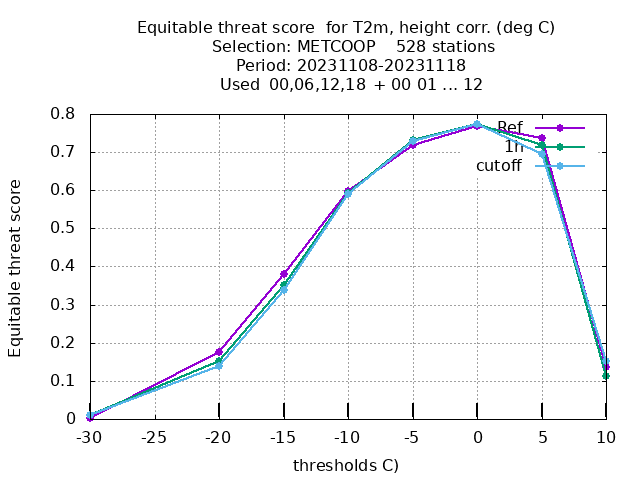 Equitable threat score for T2m, height corr. (deg C)
Selection: METCOOP 528 stations
Period: 20231108-20231118
Used 00,06,12,18 + 00 01 ... 12
Equitable threat score
0.8
0.7
0.6
0.5
0.4
0.3
0.2
0.1
0
Ref
1h
cutoff
-30 -25 -20 -15 -10 -5 0 5 10
thresholds C)